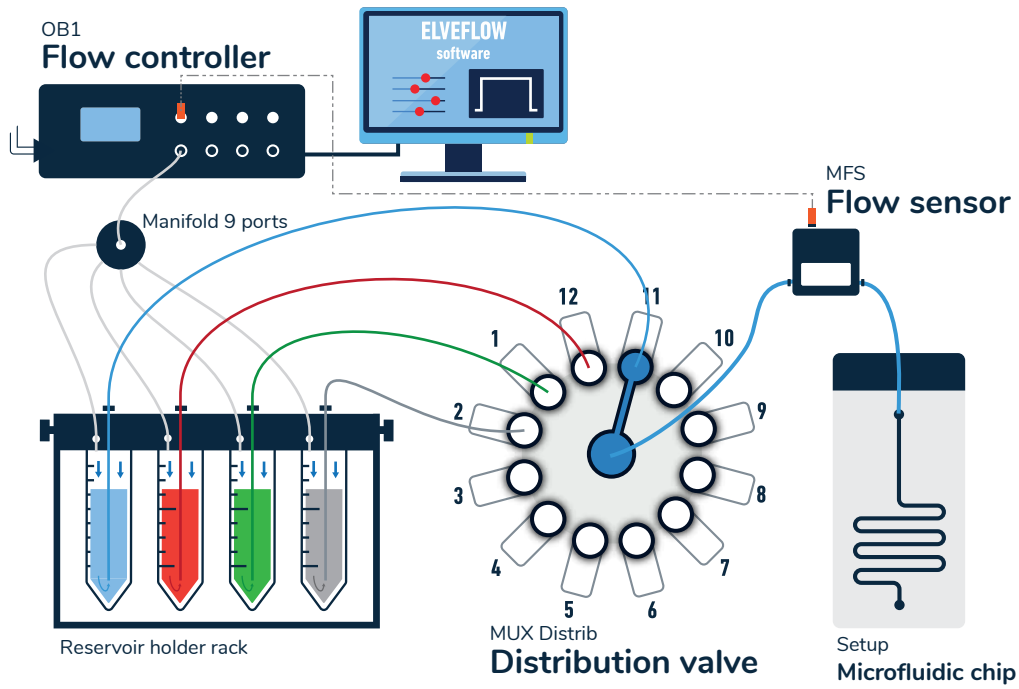 OB1
Flow controller
ELVEFLOW
software
MFS
Flow sensor
Manifold 9 ports
12
11
1
10
2
9
3
8
4
7
5
6
MUX Distrib
Distribution valve
Reservoir holder rack
Setup
Microfluidic chip